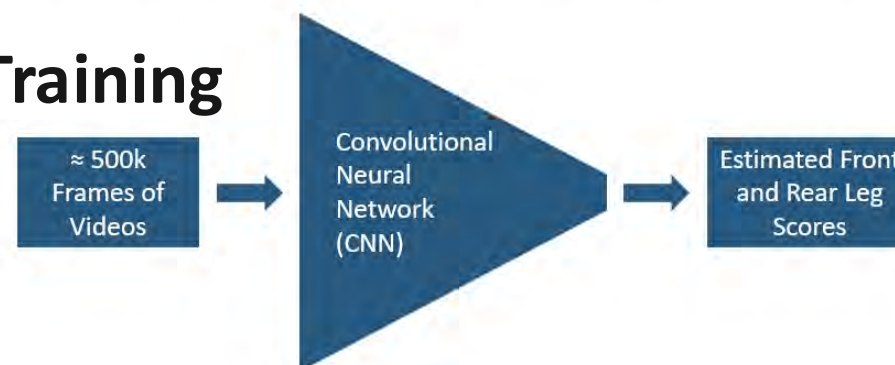 Training
≈ 500k
Frames of
Videos
Convolutional
Neural
Network
(CNN)
Estimated Front
and Rear Leg
Scores